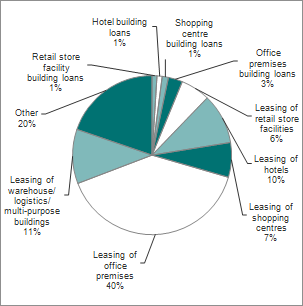 Hotel building
loans
1%
Shopping
centre
building loans
1%
Office
premises
building loans
3%
Leasing of
retail store
facilities
6%
Leasing of
hotels
10%
Leasing of
shopping
centres
7%
Leasing of
office
premises
40%
Leasing of
warehouse/
logistics/
multi-purpose
buildings
11%
Other
20%
Retail store
facility
building loans
1%